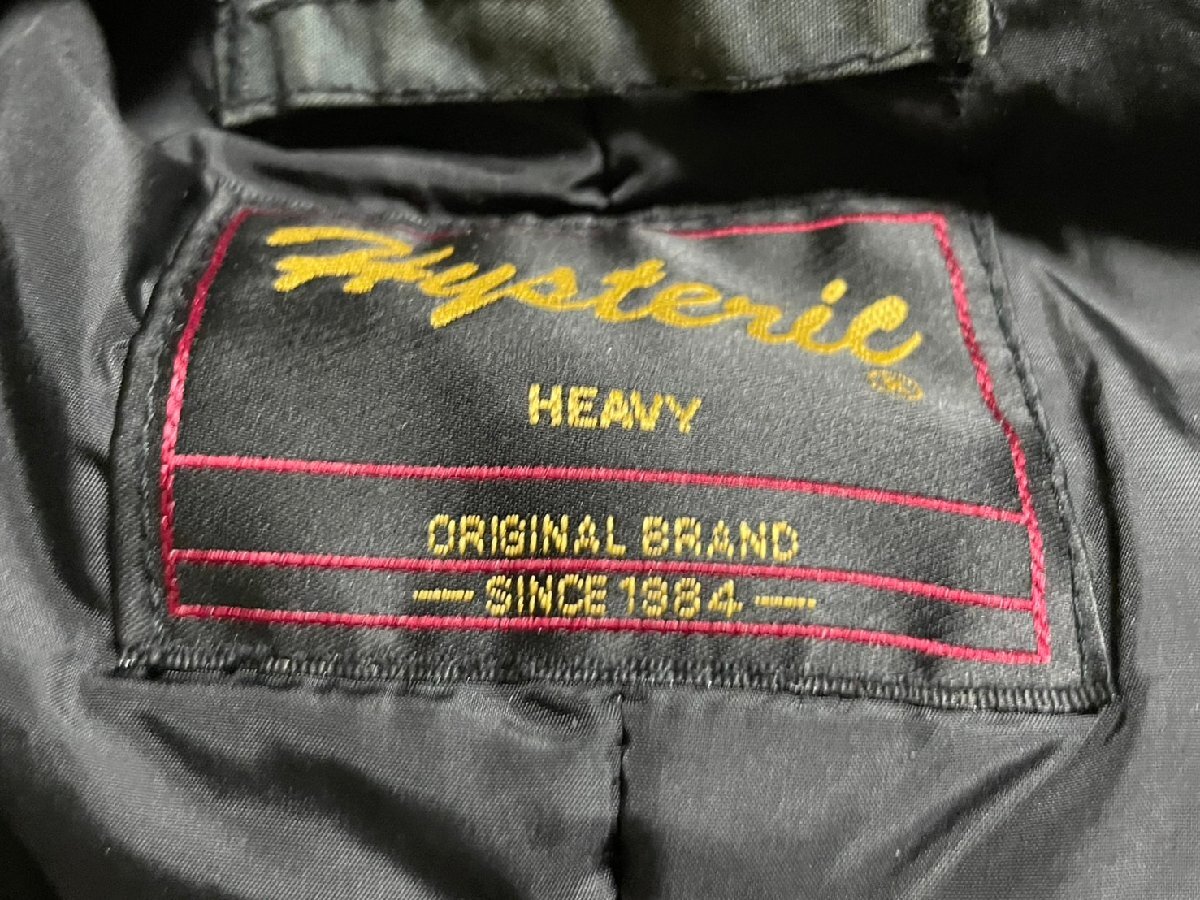 Hysteric
HEAVY
ORIGINAL BRAND
— SINCE 1984 —